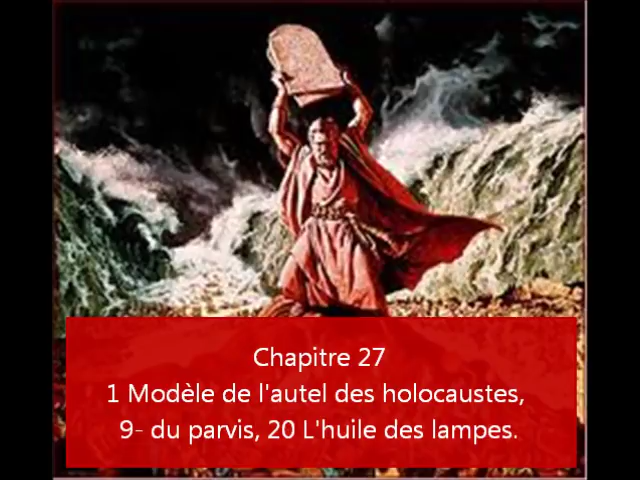 Chapitre 27
1 Modèle de l'autel des holocaustes,
9- du parvis, 20 L'huile des lampes.